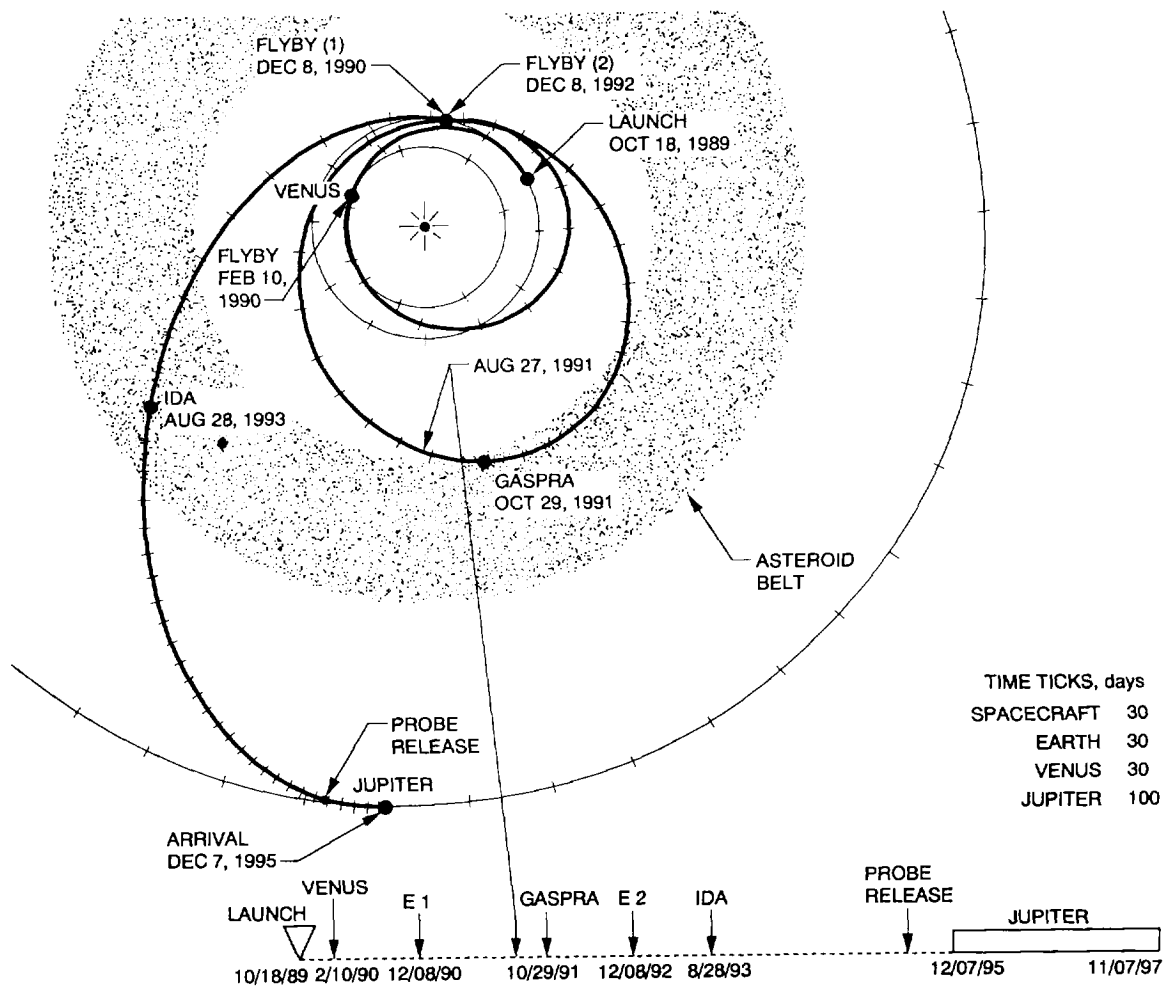 FLYBY (1)
DEC 8, 1990
FLYBY (2)
DEC 8, 1992
LAUNCH
OCT 18, 1989
VENUS
FLYBY
FEB 10,
1990
AUG 27, 1991
IDA
AUG 28, 1993
GASPRA
OCT 29, 1991
ASTEROID
BELT
TIME TICKS, days
SPACECRAFT 30
EARTH 30
VENUS 30
JUPITER 100
PROBE
RELEASE
JUPITER
ARRIVAL
DEC 7, 1995
LAUNCH
VENUS
E 1
GASPRA
E 2
IDA
PROBE
RELEASE
JUPITER
10/18/89 2/10/90 12/08/90 10/29/91 12/08/92 8/28/93 12/07/95 11/07/97